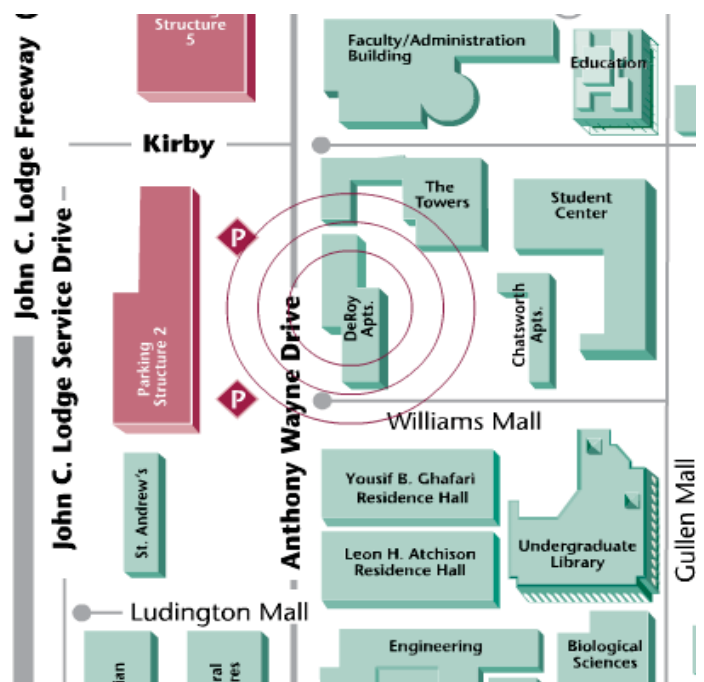 Structure
5
Faculty/Administration
Building
Education
John C. Lodge Freeway
Kirby
The
Towers
Student
Center
P
John C. Lodge Service Drive
Parking
Structure 2
Anthony Wayne Drive
DeRoy
Apts.
Chatsworth
Apts.
P
Williams Mall
St. Andrew's
Yousif B. Ghafari
Residence Hall
Leon H. Atchison
Residence Hall
Undergraduate
Library
Gullen Mall
Ludington Mall
Engineering
Biological
Sciences